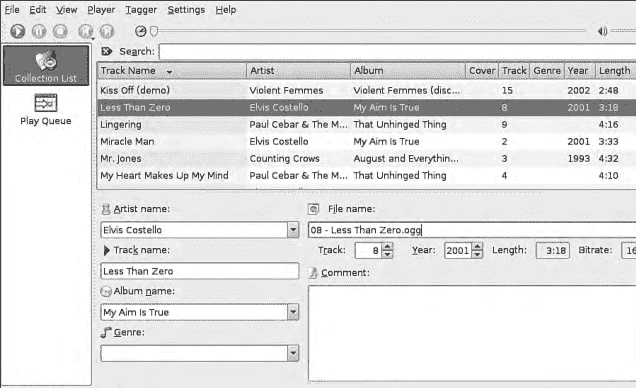 File Edit View Player Tagger Settings Help
Search:
Collection List
Play Queue
Track Name Artist Album Cover Track Genre Year Length
Kiss Off (demo) Violent Femmes Violent Femmes (disc... 15 2002 2:48
Less Than Zero Elvis Costello My Aim Is True 8 2001 3:18
Lingering Paul Cebar & The M... That Unhinged Thing 9 4:16
Miracle Man Elvis Costello My Aim Is True 2 2001 3:33
Mr. Jones Counting Crows August and Everythin... 3 1993 4:32
My Heart Makes Up My Mind Paul Cebar & The M... That Unhinged Thing 4 4:10
Artist name: File name:
Elvis Costello 08 - Less Than Zero.ogg
Track name: Track: 8 Year: 2001 Length: 3:18 Bitrate: 16
Less Than Zero Comment:
Album name:
My Aim Is True
Genre: